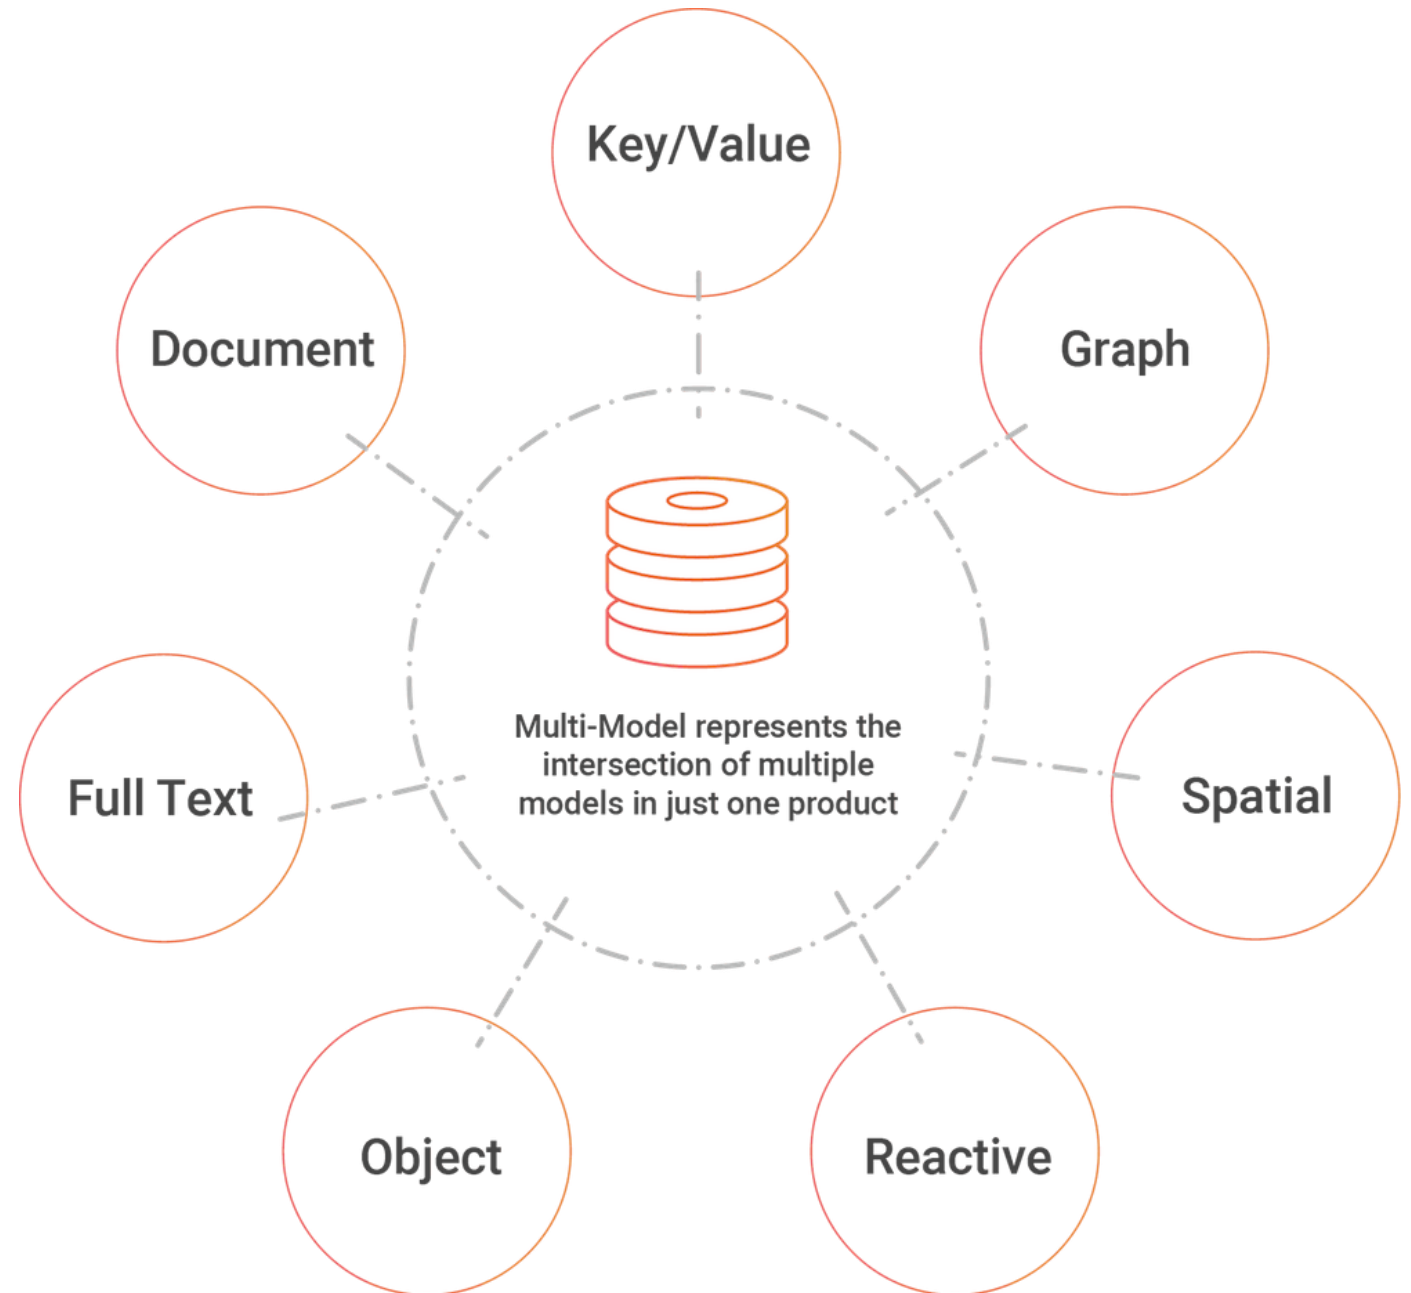 Key/Value
Document
Graph
Multi-Model represents the
intersection of multiple
models in just one product
Full Text
Spatial
Object
Reactive